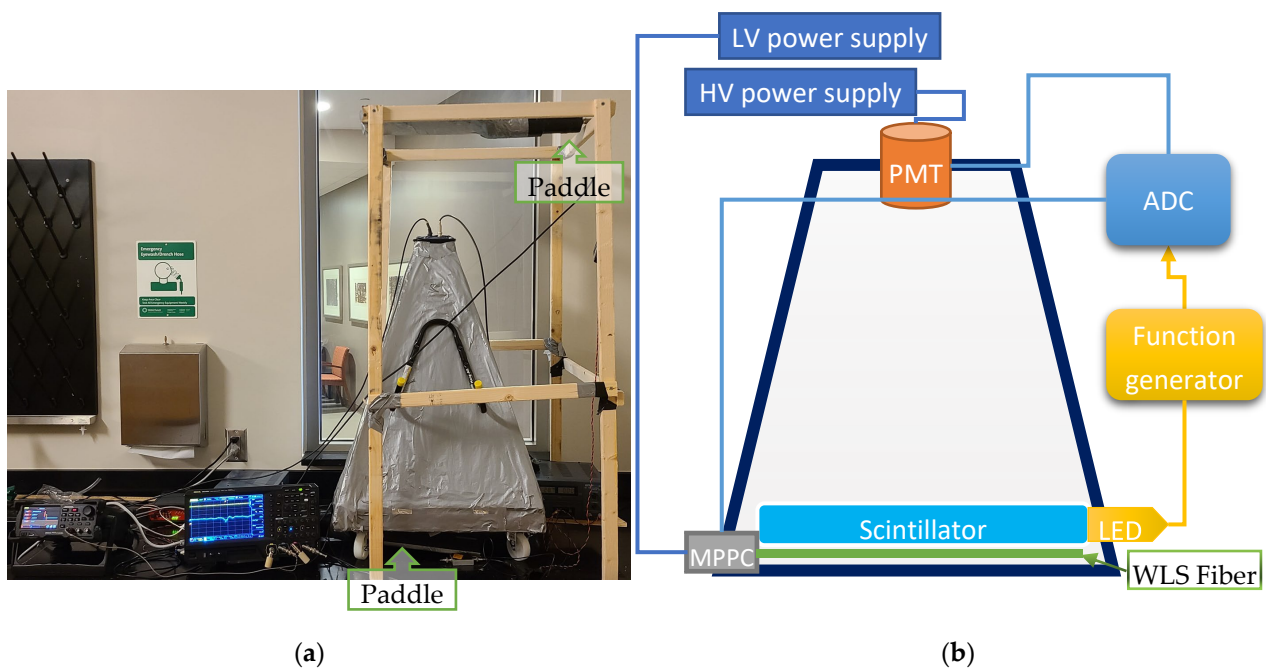 LV power supply
HV power supply
PMT
ADC
Function
generator
Scintillator
LED
MPPC
WLS Fiber
Paddle
Paddle
Emergency
Eyewash/Drench Hose
(a)
(b)